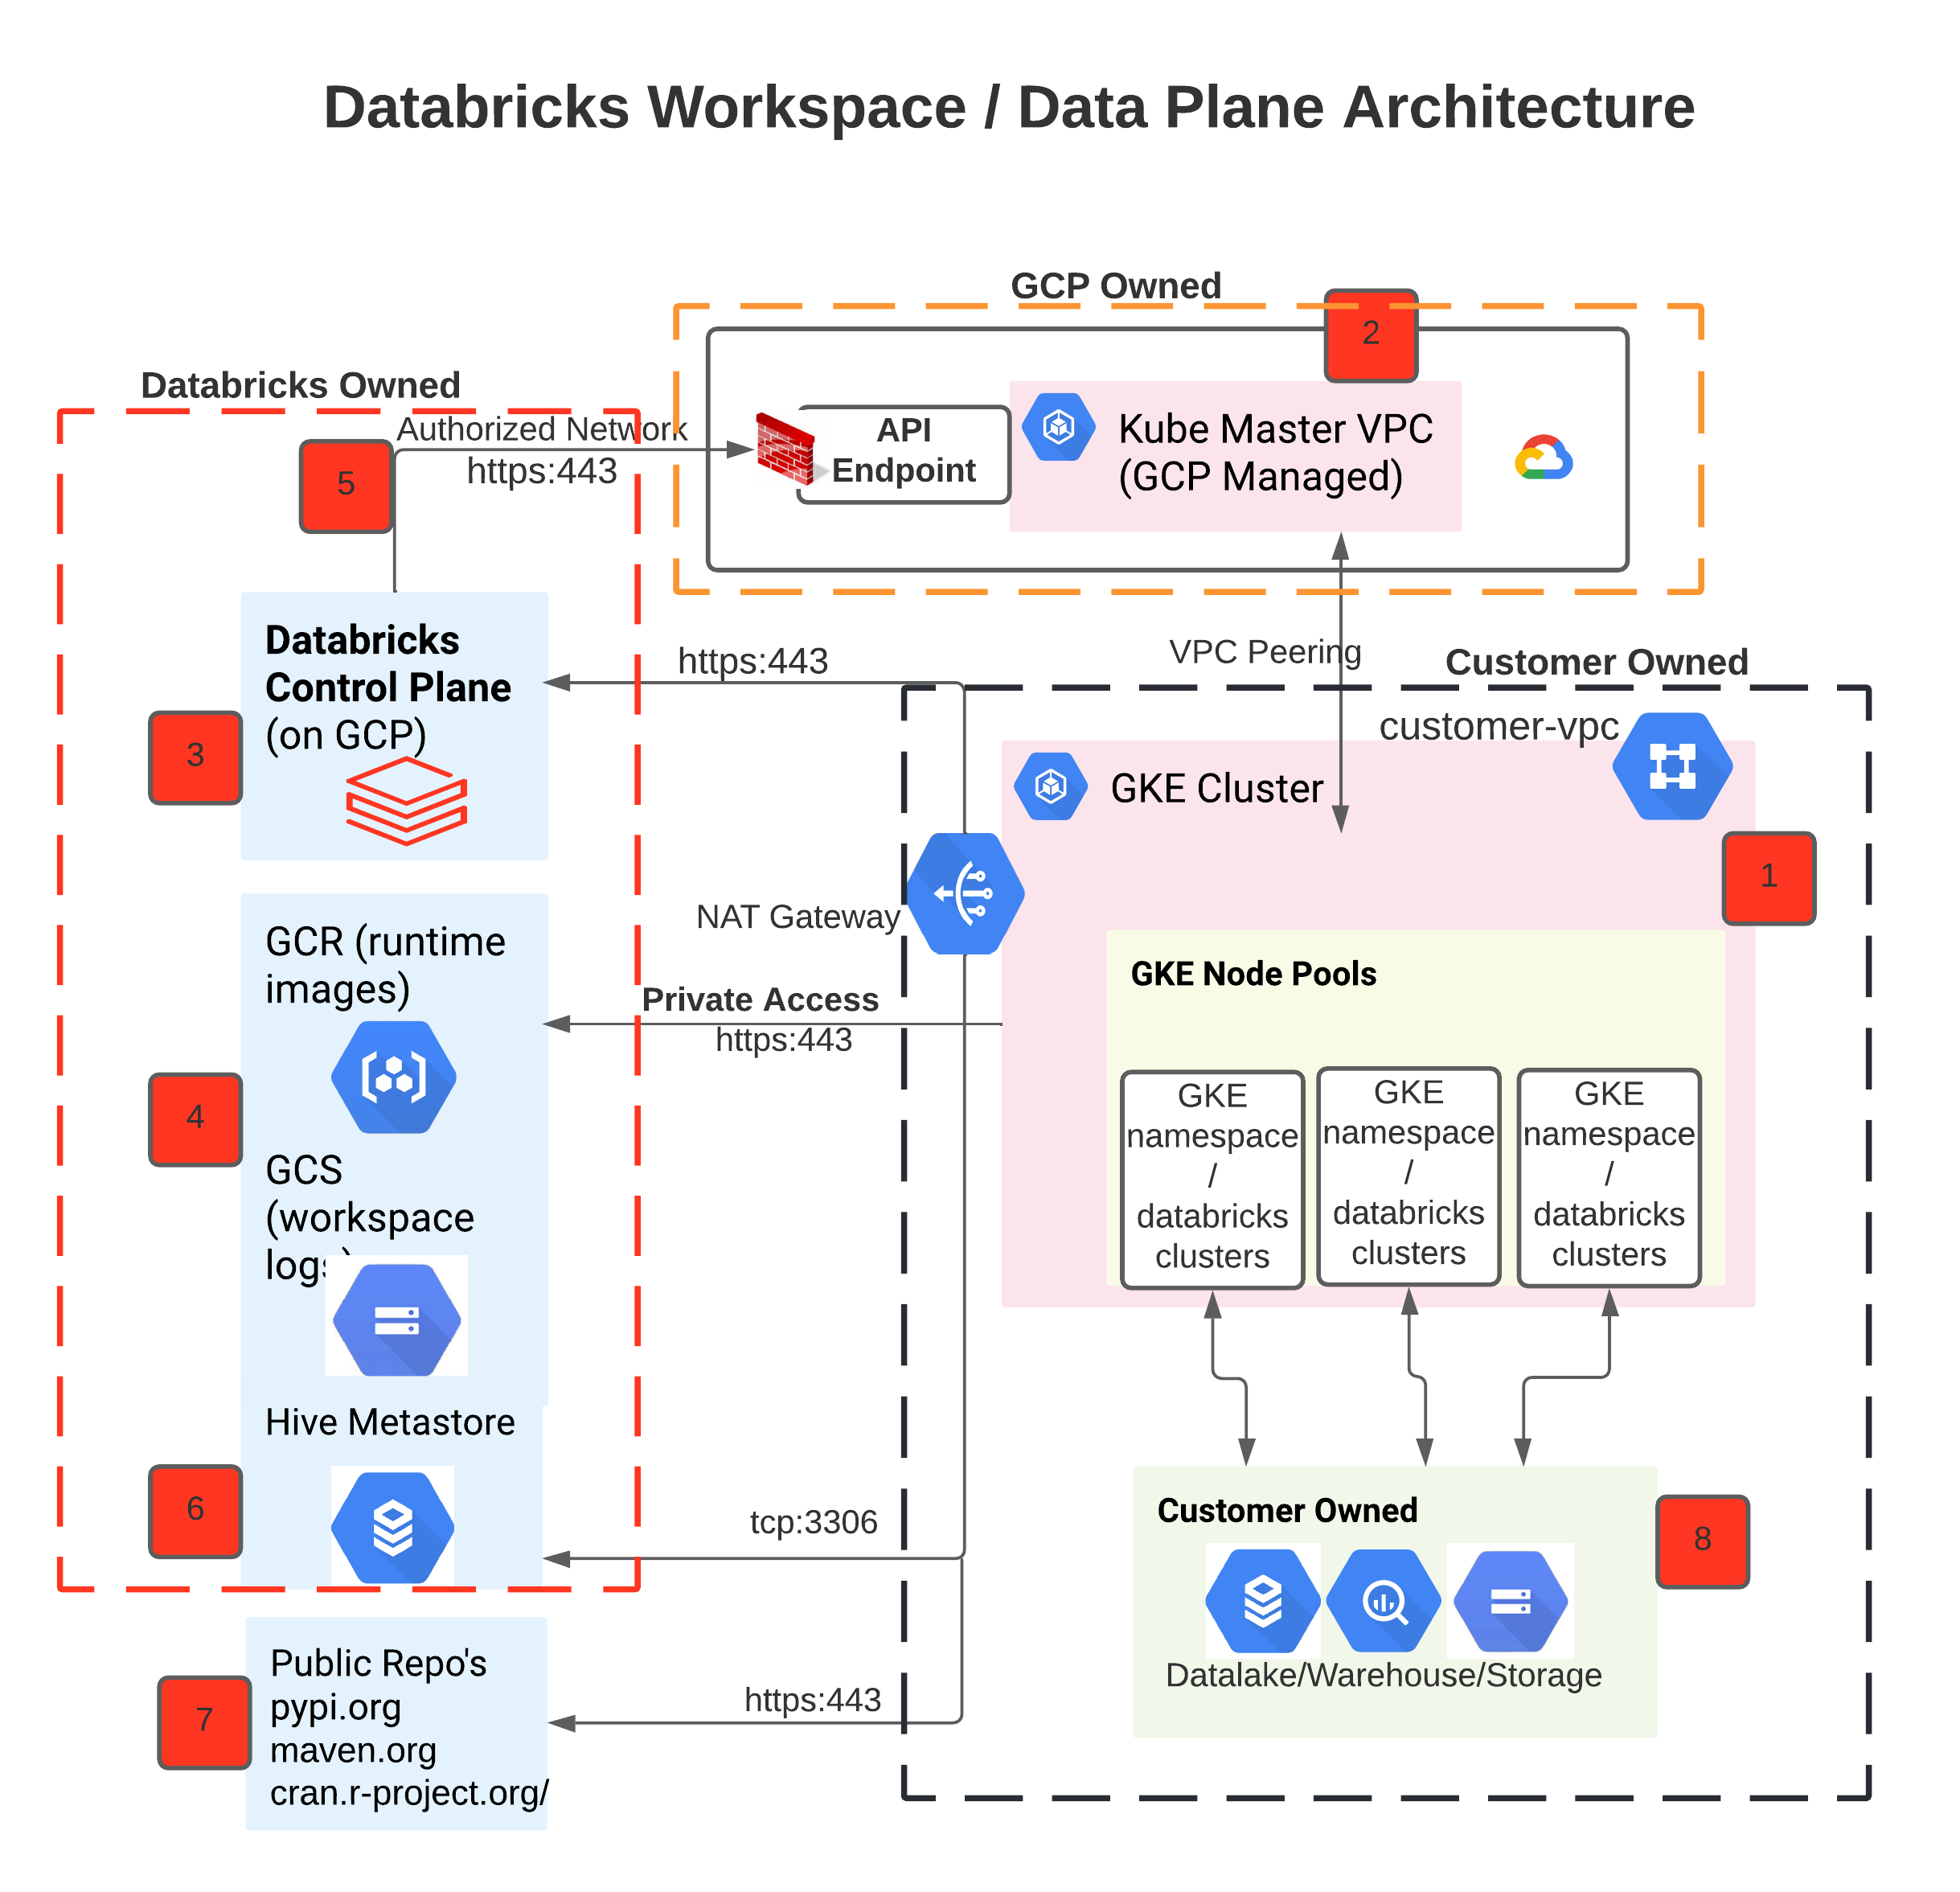 Databricks Workspace / Data Plane Architecture
GCP Owned
2
Databricks Owned
Authorized Network
https:443
5
API
Endpoint
Kube Master VPC
(GCP Managed)
Databricks
Control Plane
(on GCP)
3
https:443
VPC Peering
Customer Owned
customer-vpc
GKE Cluster
1
NAT Gateway
GCR (runtime
images)
Private Access
https:443
4
GCS
(workspace
logs)
GKE Node Pools
GKE
namespace
/
databricks
clusters
GKE
namespace
/
databricks
clusters
GKE
namespace
/
databricks
clusters
Hive Metastore
6
tcp:3306
Customer Owned
8
Datalake/Warehouse/Storage
Public Repo's
pypi.org
maven.org
cran.r-project.org/
7
https:443